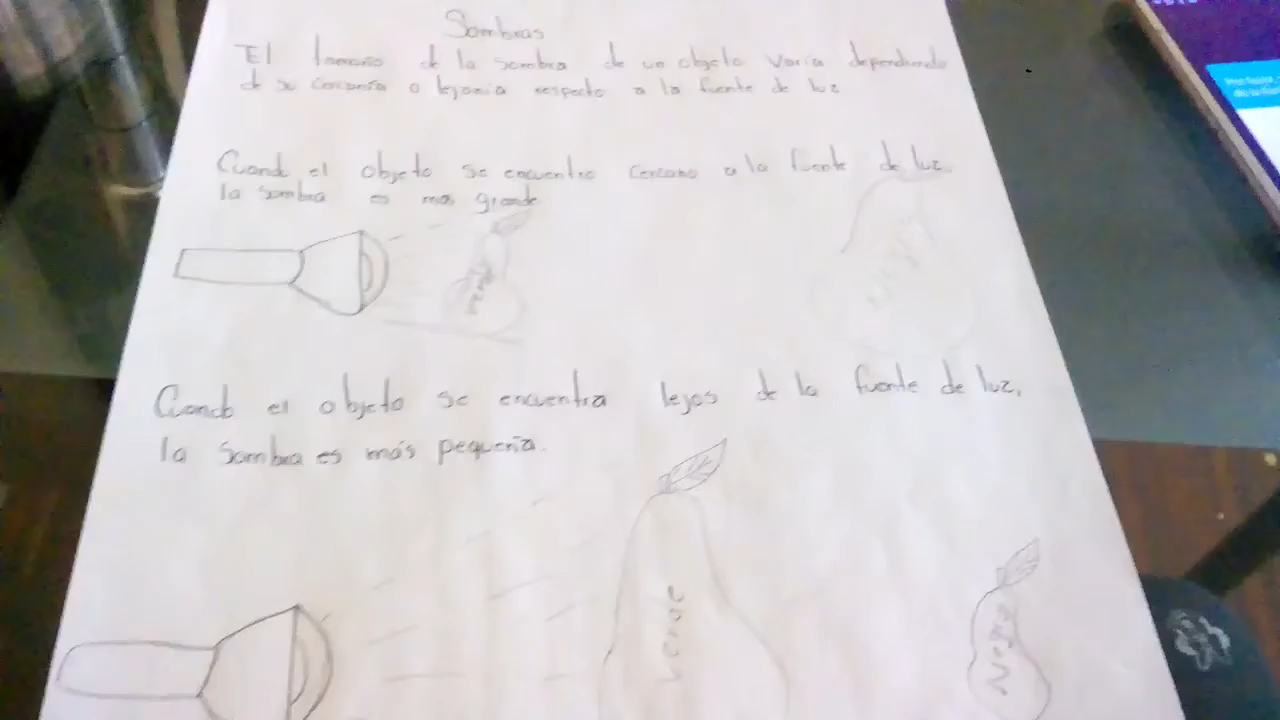 Sombras
El tamaño de la sombra de un objeto varía dependiendo
de su cercanía o lejanía respecto a la fuente de luz
Cuando el objeto se encuentra cercano a la fuente de luz
la sombra es mas grande
Cuando el objeto se encuentra lejos de la fuente de luz,
la sombra es más pequeña.
Verde